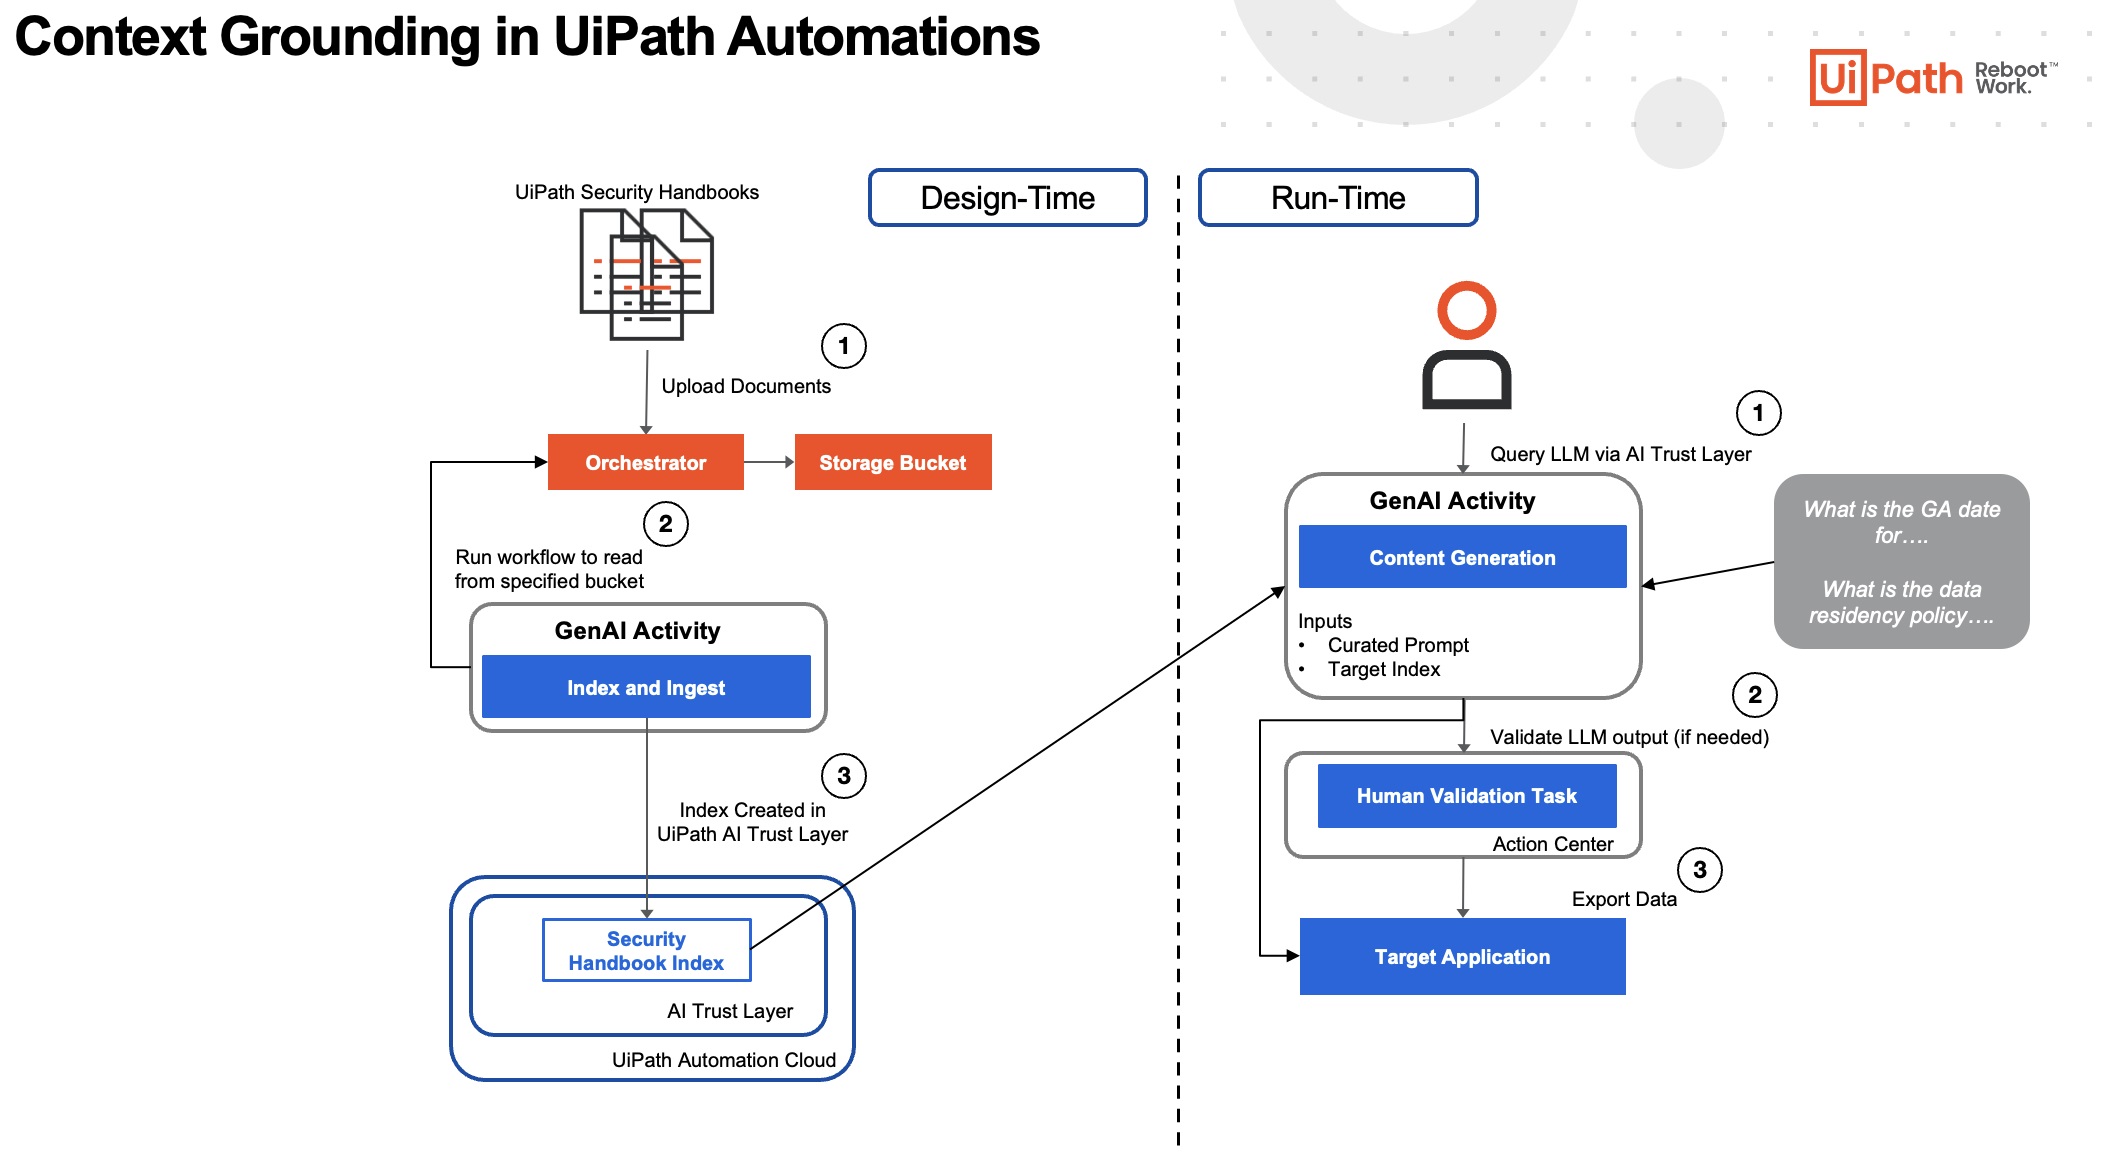 Context Grounding in UiPath Automations
UiPath Reboot™
Work.
Design-Time
Run-Time
UiPath Security Handbooks
1
Upload Documents
Orchestrator
Storage Bucket
2
Run workflow to read
from specified bucket
GenAI Activity
Index and Ingest
3
Index Created in
UiPath AI Trust Layer
Security
Handbook Index
AI Trust Layer
UiPath Automation Cloud
1
Query LLM via AI Trust Layer
GenAI Activity
Content Generation
Inputs
• Curated Prompt
• Target Index
What is the GA date
for....
What is the data
residency policy....
2
Validate LLM output (if needed)
Human Validation Task
Action Center
3
Export Data
Target Application